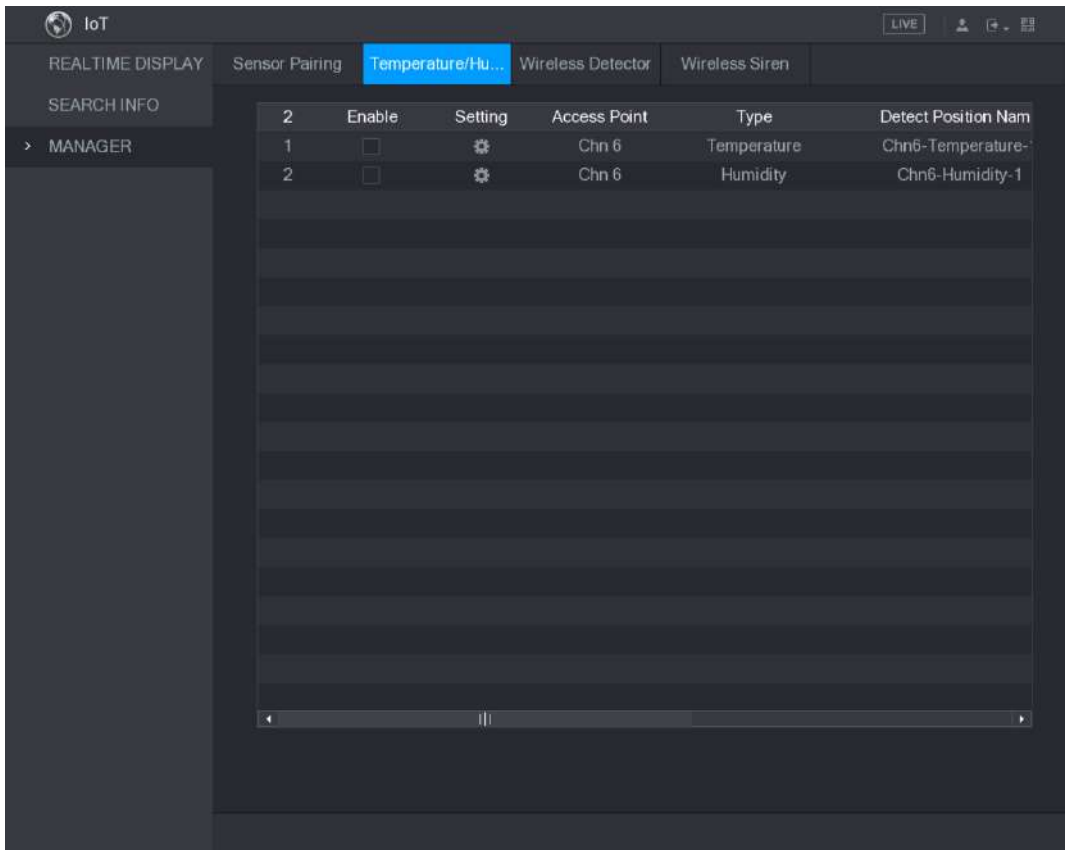 IoT LIVE
REALTIME DISPLAY
SEARCH INFO
> MANAGER
Sensor Pairing Temperature/Hu... Wireless Detector Wireless Siren
2 Enable Setting Access Point Type Detect Position Nam
1 Chn 6 Temperature Chn6-Temperature-1
2 Chn 6 Humidity Chn6-Humidity-1